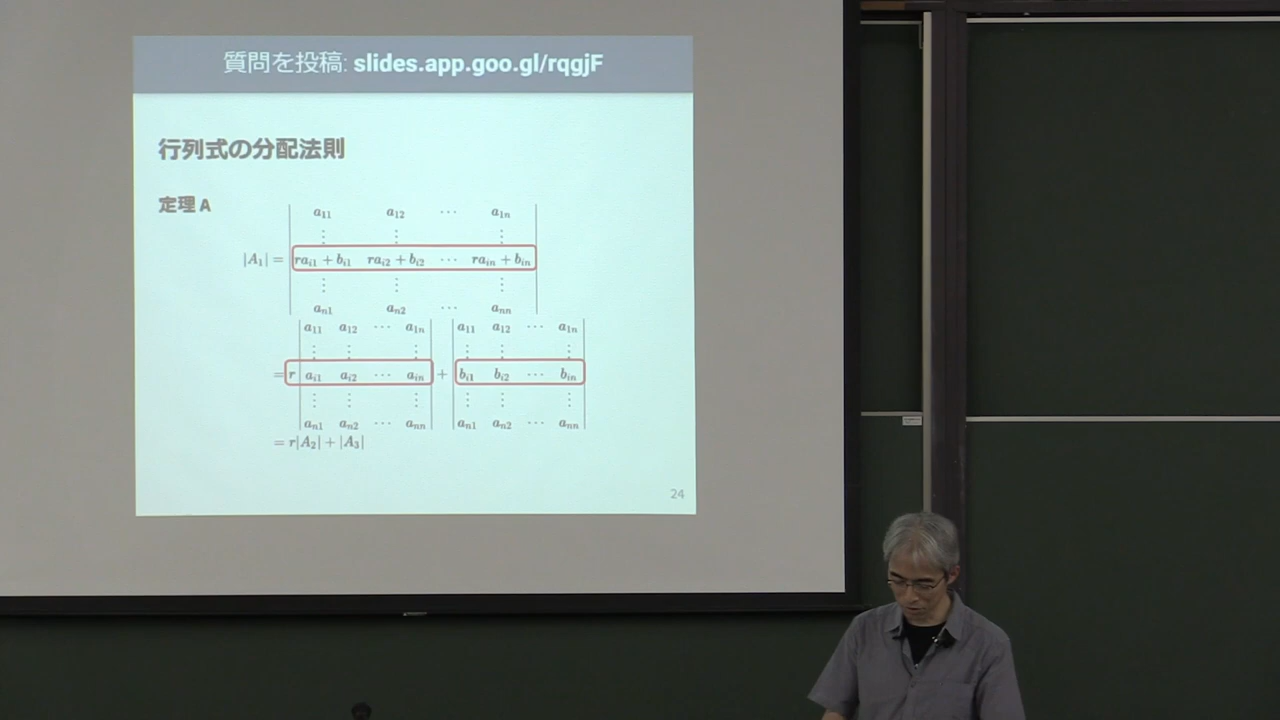 質問を投稿: slides.app.goo.gl/rqgjF
行列式の分配法則
定理 A
a₁₁ a₁₂ ⋯ a₁ₙ
⋮ ⋮ ⋮
|A₁| = raᵢ₁ + bᵢ₁ raᵢ₂ + bᵢ₂ ⋯ raᵢₙ + bᵢₙ
⋮ ⋮ ⋮
aₙ₁ aₙ₂ ⋯ aₙₙ
a₁₁ a₁₂ ⋯ a₁ₙ a₁₁ a₁₂ ⋯ a₁ₙ
⋮ ⋮ ⋮ ⋮ ⋮ ⋮
= r aᵢ₁ aᵢ₂ ⋯ aᵢₙ + bᵢ₁ bᵢ₂ ⋯ bᵢₙ
⋮ ⋮ ⋮ ⋮ ⋮ ⋮
aₙ₁ aₙ₂ ⋯ aₙₙ aₙ₁ aₙ₂ ⋯ aₙₙ
= r|A₂| + |A₃|
24